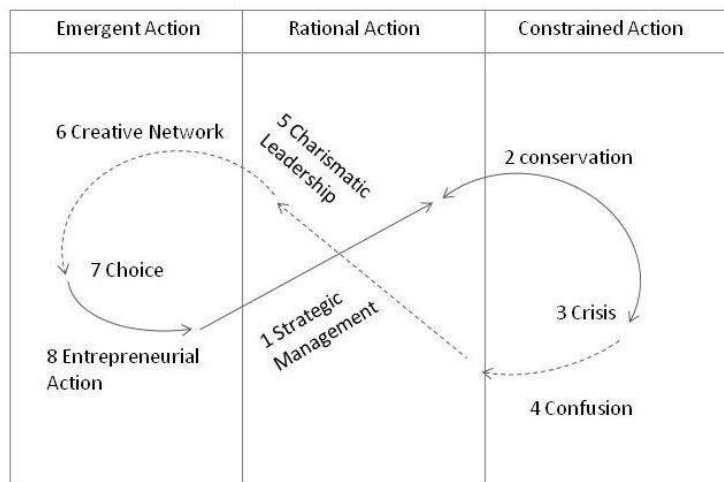 Emergent Action
Rational Action
Constrained Action
6 Creative Network
5 Charismatic
Leadership
2 conservation
7 Choice
1 Strategic
Management
3 Crisis
8 Entrepreneurial
Action
4 Confusion